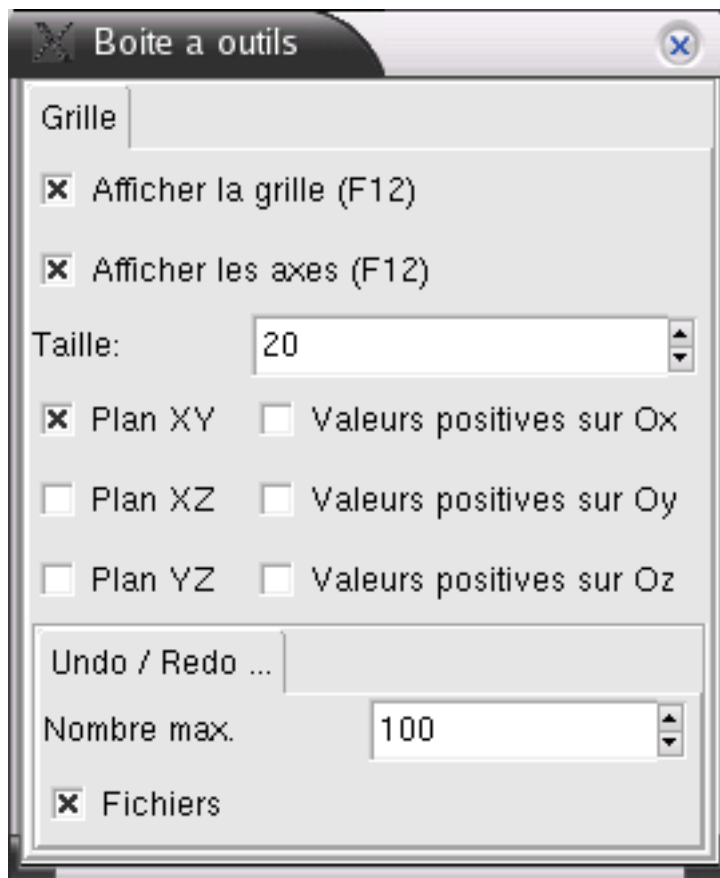 Boite a outils
Grille
Afficher la grille (F12)
Afficher les axes (F12)
Taille: 20
Plan XY Valeurs positives sur Ox
Plan XZ Valeurs positives sur Oy
Plan YZ Valeurs positives sur Oz
Undo / Redo ...
Nombre max. 100
Fichiers